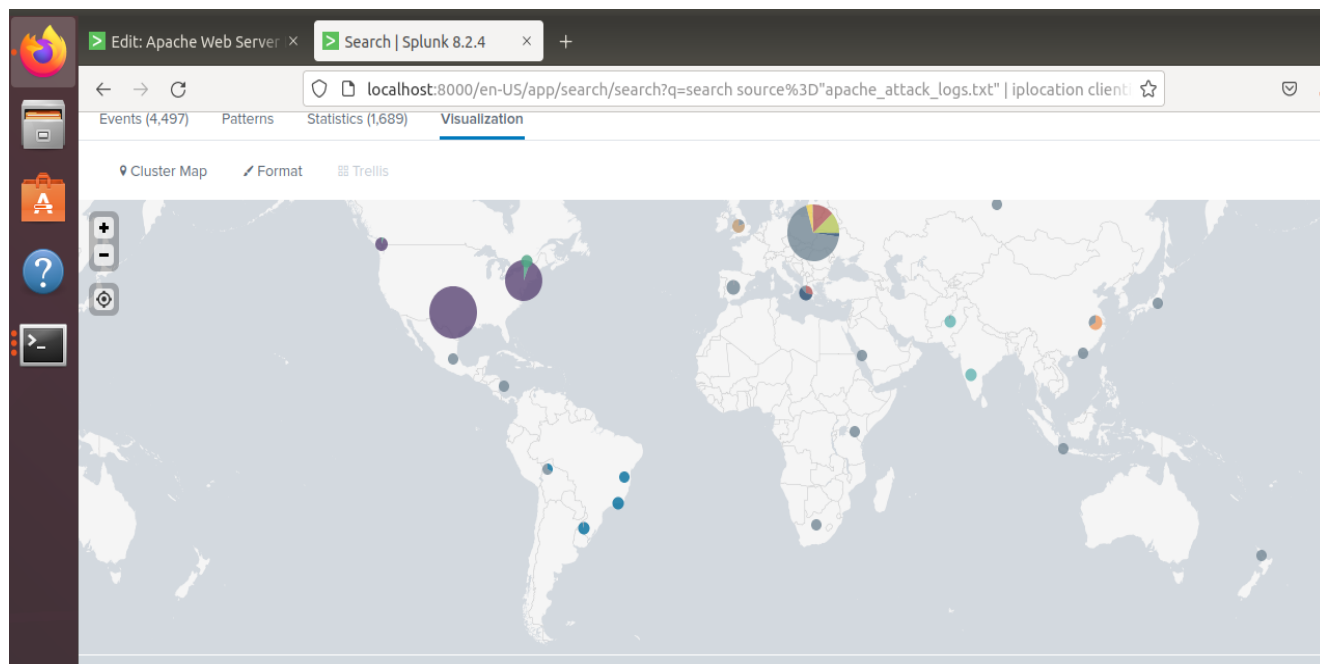 Edit: Apache Web Server
Search | Splunk 8.2.4
localhost:8000/en-US/app/search/search?q=search source%3D"apache_attack_logs.txt" | iplocation client
Events (4,497) Patterns Statistics (1,689) Visualization
Cluster Map Format Trellis
+
−